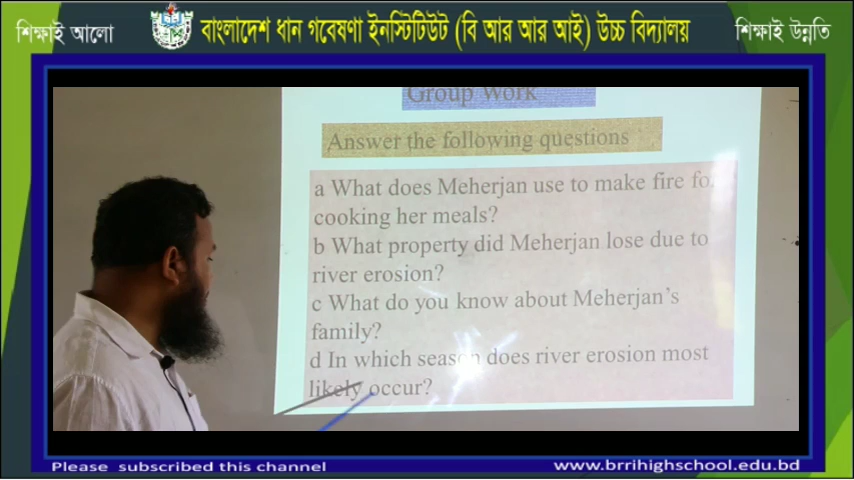 শিক্ষাই আলো
বাংলাদেশ ধান গবেষণা ইনস্টিটিউট (বি আর আর আই) উচ্চ বিদ্যালয়
শিক্ষাই উন্নতি
Group Work
Answer the following questions
a What does Meherjan use to make fire fo
cooking her meals?
b What property did Meherjan lose due to
river erosion?
c What do you know about Meherjan's
family?
d In which season does river erosion most
likely occur?
Please subscribed this channel
www.brrihighschool.edu.bd